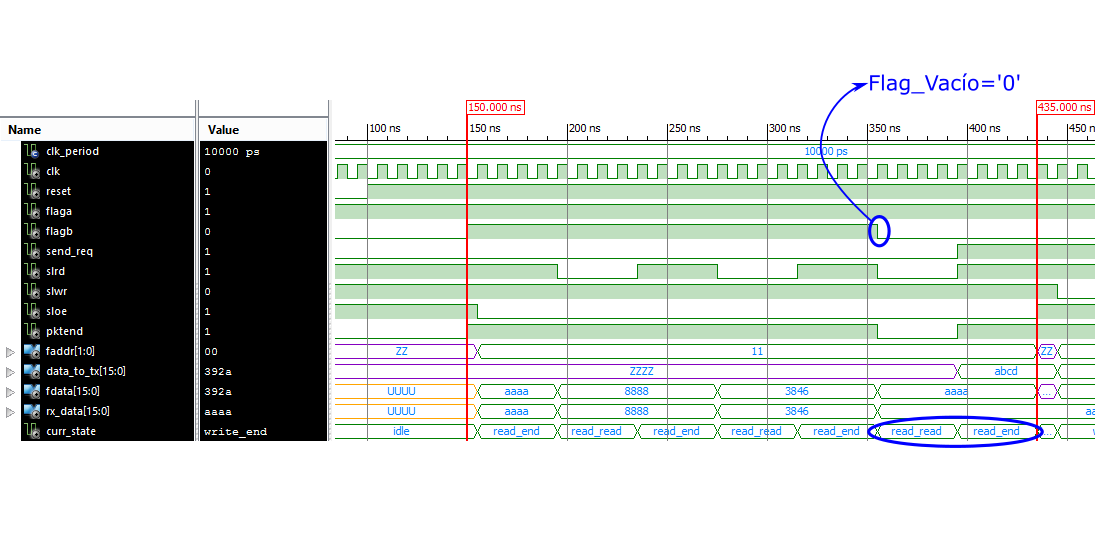 Flag_Vacío='0'
150.000 ns 435.000 ns
Name Value 100 ns 150 ns 200 ns 250 ns 300 ns 350 ns 400 ns 450
clk_period 10000 ps 10000 ps
clk 0
reset 1
flaga 1
flagb 0
send_req 1
slrd 1
slwr 0
sloe 1
pktend 1
faddr[1:0] 00 ZZ 11 ZZ
data_to_tx[15:0] 392a ZZZZ abcd
fdata[15:0] 392a UUUU aaaa 8888 3846 aaaa ...
rx_data[15:0] aaaa UUUU aaaa 8888 3846
curr_state write_end idle read_end read_read read_end read_read read_end read_read read_end ...